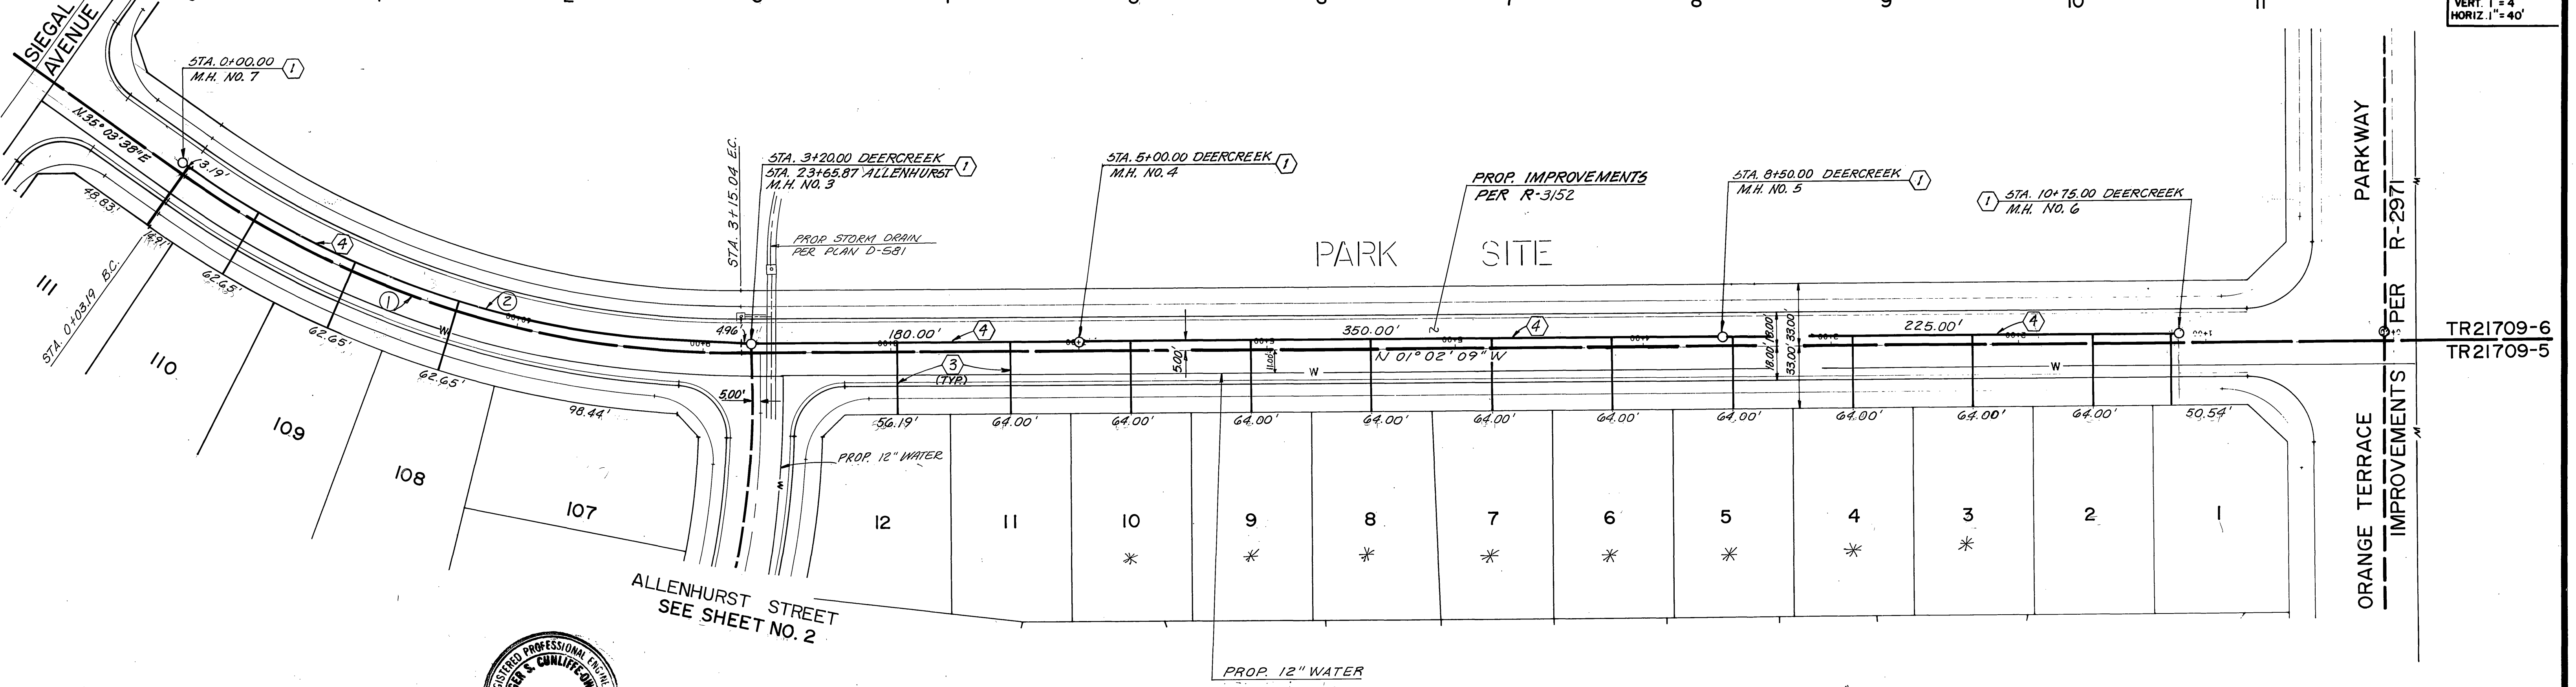 VERT. 1"=4'
HORIZ. 1"=40'
SIEGAL
AVENUE
STA. 0+00.00
M.H. NO. 7
1
N.35°03'38"E
3.19'
48.83'
14.91'
STA. 0+03.19 B.C.
62.65'
62.65'
62.65'
98.44'
111
110
109
108
107
4
1
2
W
STA. 3+15.04 E.C.
STA. 3+20.00 DEERCREEK
STA. 23+65.87 ALLENHURST
M.H. NO. 3
1
PROP. STORM DRAIN
PER PLAN D-581
4.96'
5.00'
180.00'
4
3
(TYP.)
STA. 5+00.00 DEERCREEK
M.H. NO. 4
1
5.00'
11.00'
PROP. IMPROVEMENTS
PER R-3152
PARK SITE
350.00'
4
N 01°02'09" W
W
STA. 8+50.00 DEERCREEK
M.H. NO. 5
1
18.00' 18.00'
33.00' 33.00'
225.00'
4
W
1
STA. 10+75.00 DEERCREEK
M.H. NO. 6
56.19'
64.00'
64.00'
64.00'
64.00'
64.00'
64.00'
64.00'
64.00'
64.00'
64.00'
50.54'
PROP. 12" WATER
12
11
10
9
8
7
6
5
4
3
2
1
ALLENHURST STREET
SEE SHEET NO. 2
PROP. 12" WATER
ORANGE TERRACE PARKWAY
IMPROVEMENTS PER R-2971
TR21709-6
TR21709-5